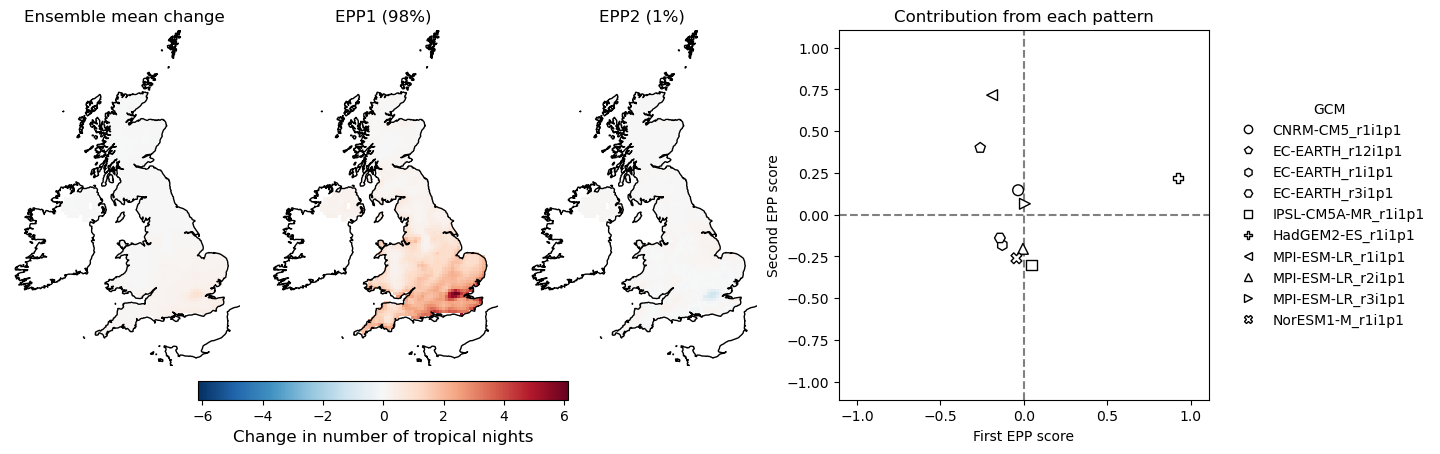 Ensemble mean change
EPP1 (98%)
EPP2 (1%)
−6 −4 −2 0 2 4 6
Change in number of tropical nights
Contribution from each pattern
Second EPP score
1.00
0.75
0.50
0.25
0.00
−0.25
−0.50
−0.75
−1.00
−1.0 −0.5 0.0 0.5 1.0
First EPP score
GCM
CNRM-CM5_r1i1p1
EC-EARTH_r12i1p1
EC-EARTH_r1i1p1
EC-EARTH_r3i1p1
IPSL-CM5A-MR_r1i1p1
HadGEM2-ES_r1i1p1
MPI-ESM-LR_r1i1p1
MPI-ESM-LR_r2i1p1
MPI-ESM-LR_r3i1p1
NorESM1-M_r1i1p1